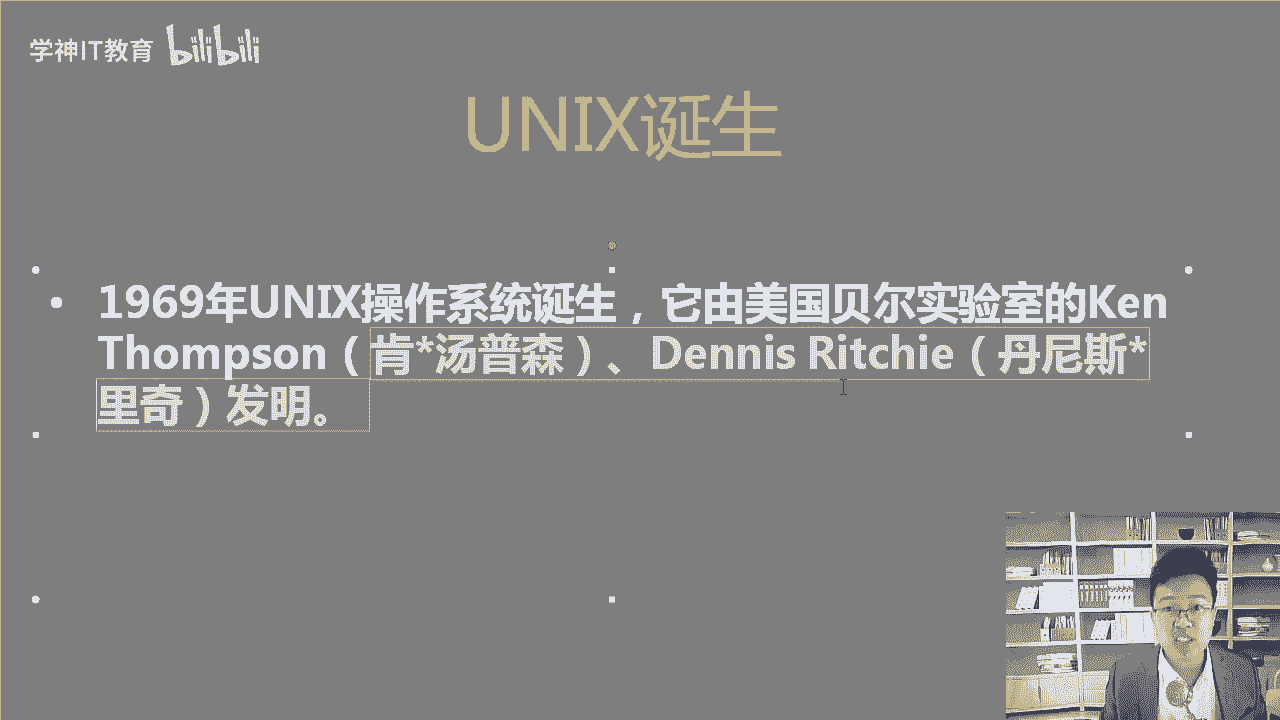 学神IT教育 bilibili
UNIX诞生
• 1969年UNIX操作系统诞生，它由美国贝尔实验室的Ken
Thompson（肯*汤普森）、Dennis Ritchie（丹尼斯*
里奇）发明。